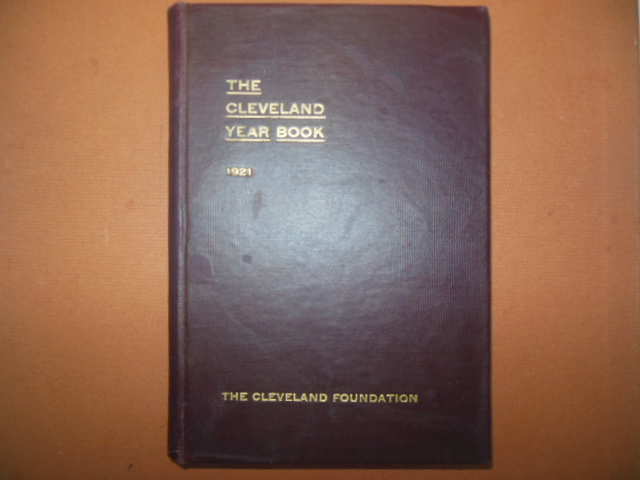 THE
CLEVELAND
YEAR BOOK
1921
THE CLEVELAND FOUNDATION